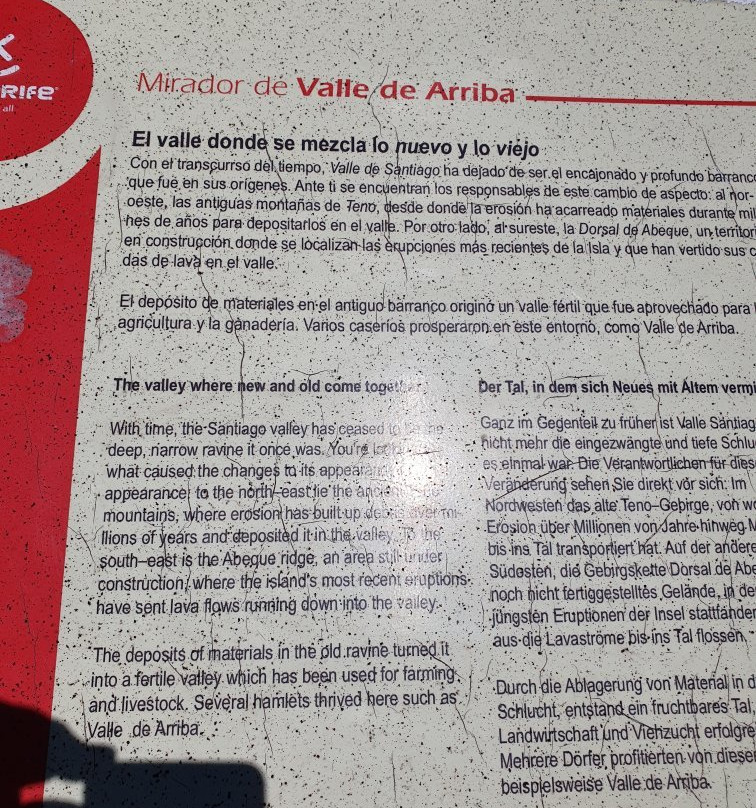 RIFE
all
Mirador de Valle de Arriba
El valle donde se mezcla lo nuevo y lo viejo
Con el transcurrso del tiempo, Valle de Santiago ha dejado de ser el encajonado y profundo barranc
que fue en sus orígenes. Ante ti se encuentran los responsables de este cambio de aspecto: al nor-
oeste, las antiguas montañas de Teno, desde donde la erosión ha acarreado materiales durante mi
nes de años para depositarlos en el valle. Por otro lado, al sureste, la Dorsal de Abeque, un territor
en construcción donde se localizan las erupciones más recientes de la Isla y que han vertido sus c
das de lava en el valle.
El depósito de materiales en el antiguo barranco originó un valle fértil que fue aprovechado para l
agricultura y la ganadería. Varios caseríos prosperaron en este entorno, como Valle de Arriba.
The valley where new and old come together
With time, the Santiago valley has ceased to be the
deep, narrow ravine it once was. You're
what caused the changes to its
appearance: to the north-east lie the ancient
mountains, where erosion has built up debris over mi-
llions of years and deposited it in the valley. To the
south-east is the Abeque ridge, an area still under
construction, where the island's most recent eruptions
have sent lava flows running down into the valley.
The deposits of materials in the old ravine turned it
into a fertile valley which has been used for farming
and livestock. Several hamlets thrived here such as
Valle de Arriba.
Der Tal, in dem sich Neues mit Altem vermi
Ganz im Gegenteil zu früher ist Valle Santiag
nicht mehr die eingezwängte und tiefe Schlu
es einmal war. Die Verantwortlichen für dies
Veränderung sehen Sie direkt vor sich: Im
Nordwesten das alte Teno-Gebirge, von w
Erosion über Millionen von Jahre hinweg M
bis ins Tal transportiert hat. Auf der andere
Südosten, die Gebirgskette Dorsal de Abe
noch nicht fertiggestelltes Gelände, in de
jüngsten Eruptionen der Insel stattfander
aus die Lavaströme bis ins Tal flossen.
Durch die Ablagerung von Material in d
Schlucht, entstand ein fruchtbares Tal,
Landwirtschaft und Viehzucht erfolgre
Mehrere Dörfer profitierten von diese
beispielsweise Valle de Arriba.